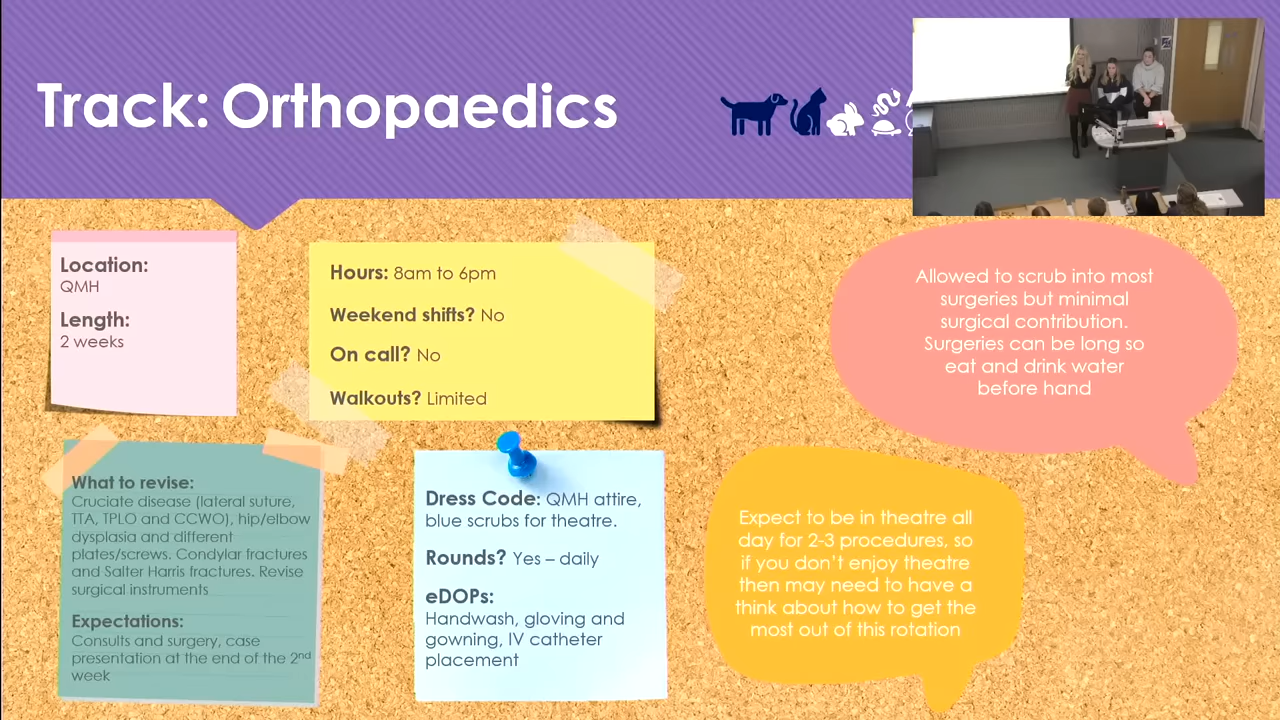 Track: Orthopaedics
Location:
QMH
Length:
2 weeks
Hours: 8am to 6pm
Weekend shifts? No
On call? No
Walkouts? Limited
Allowed to scrub into most
surgeries but minimal
surgical contribution.
Surgeries can be long so
eat and drink water
before hand
What to revise:
Cruciate disease (lateral suture,
TTA, TPLO and CCWO), hip/elbow
dysplasia and different
plates/screws. Condylar fractures
and Salter Harris fractures. Revise
surgical instruments
Expectations:
Consults and surgery, case
presentation at the end of the 2nd
week
Dress Code: QMH attire,
blue scrubs for theatre.
Rounds? Yes – daily
eDOPs:
Handwash, gloving and
gowning, IV catheter
placement
Expect to be in theatre all
day for 2-3 procedures, so
if you don't enjoy theatre
then may need to have a
think about how to get the
most out of this rotation